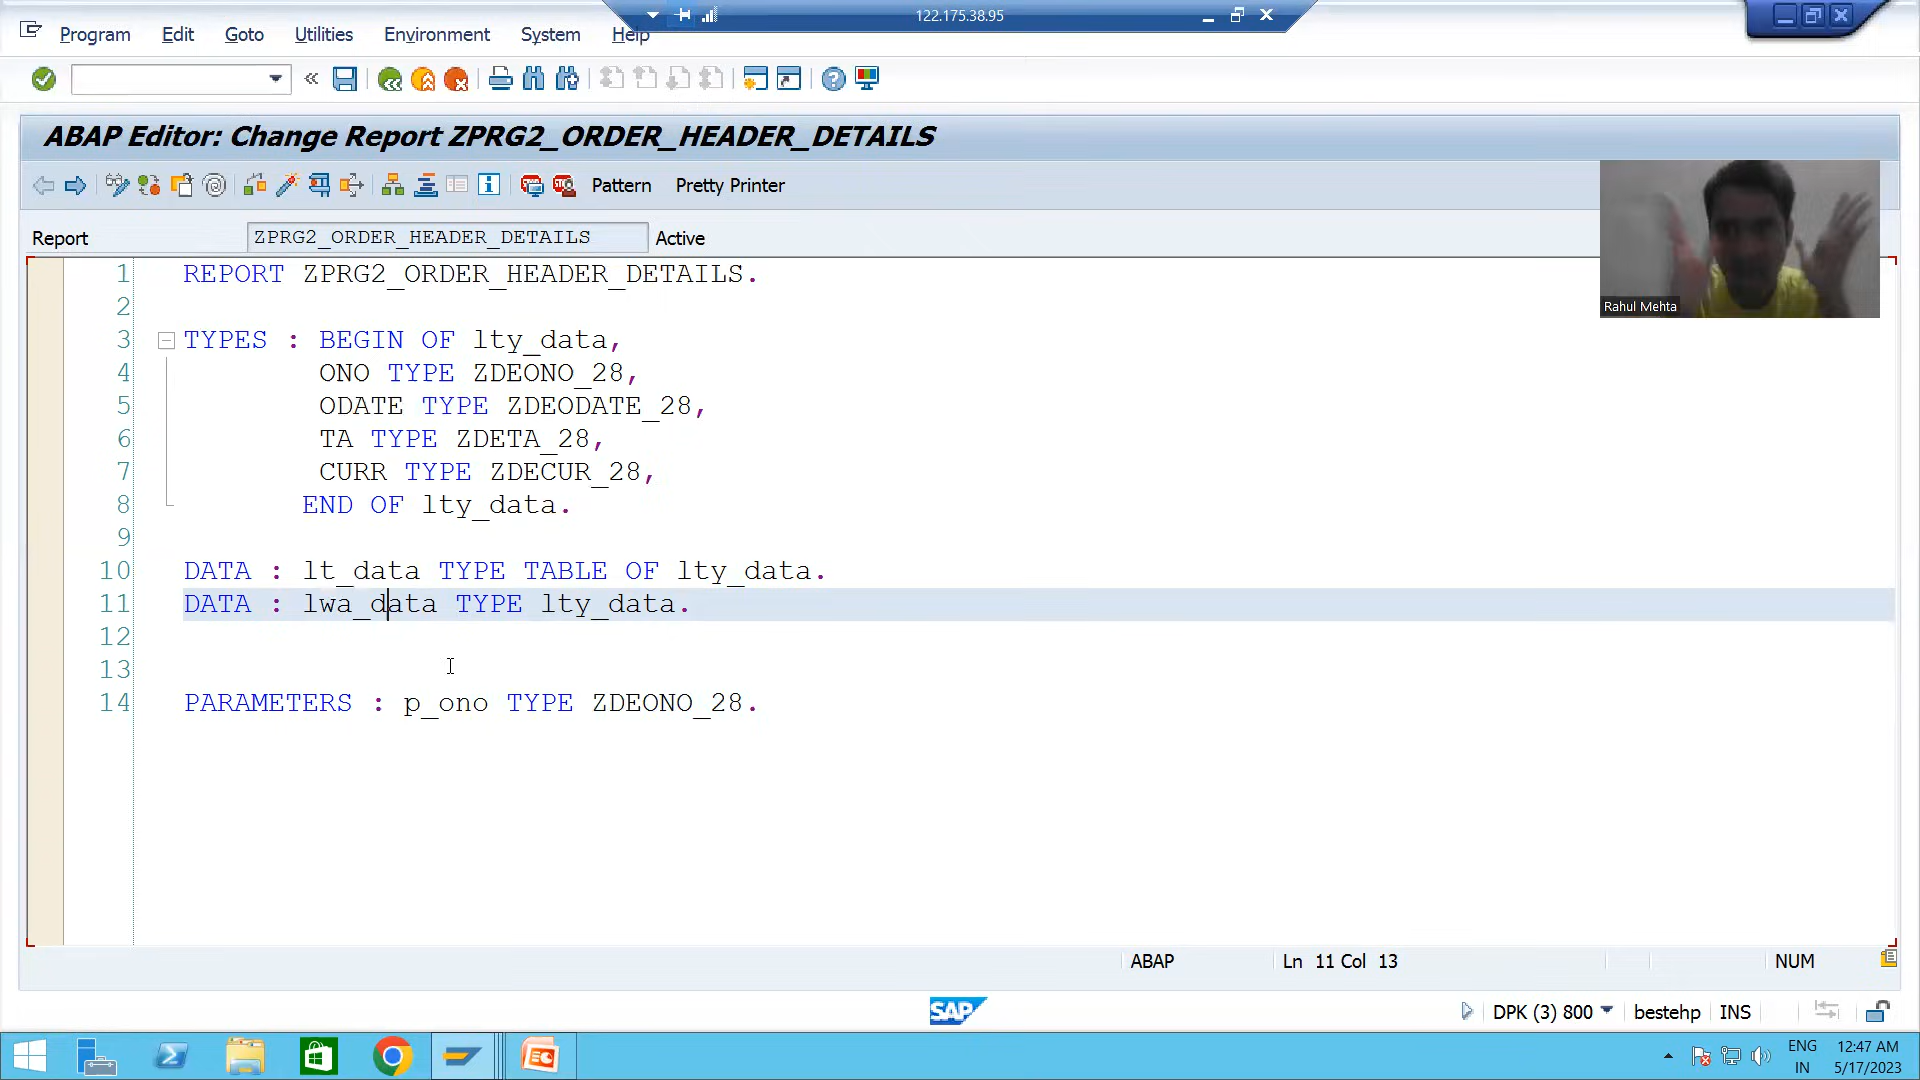 122.175.38.95
Program Edit Goto Utilities Environment System Help
ABAP Editor: Change Report ZPRG2_ORDER_HEADER_DETAILS
Pattern Pretty Printer
Report ZPRG2_ORDER_HEADER_DETAILS Active
Rahul Mehta
1 REPORT ZPRG2_ORDER_HEADER_DETAILS.
2
3 TYPES : BEGIN OF lty_data,
4 ONO TYPE ZDEONO_28,
5 ODATE TYPE ZDEODATE_28,
6 TA TYPE ZDETA_28,
7 CURR TYPE ZDECUR_28,
8 END OF lty_data.
9
10 DATA : lt_data TYPE TABLE OF lty_data.
11 DATA : lwa_data TYPE lty_data.
12
13
14 PARAMETERS : p_ono TYPE ZDEONO_28.
ABAP Ln 11 Col 13 NUM
SAP DPK (3) 800 bestehp INS
ENG 12:47 AM
IN 5/17/2023